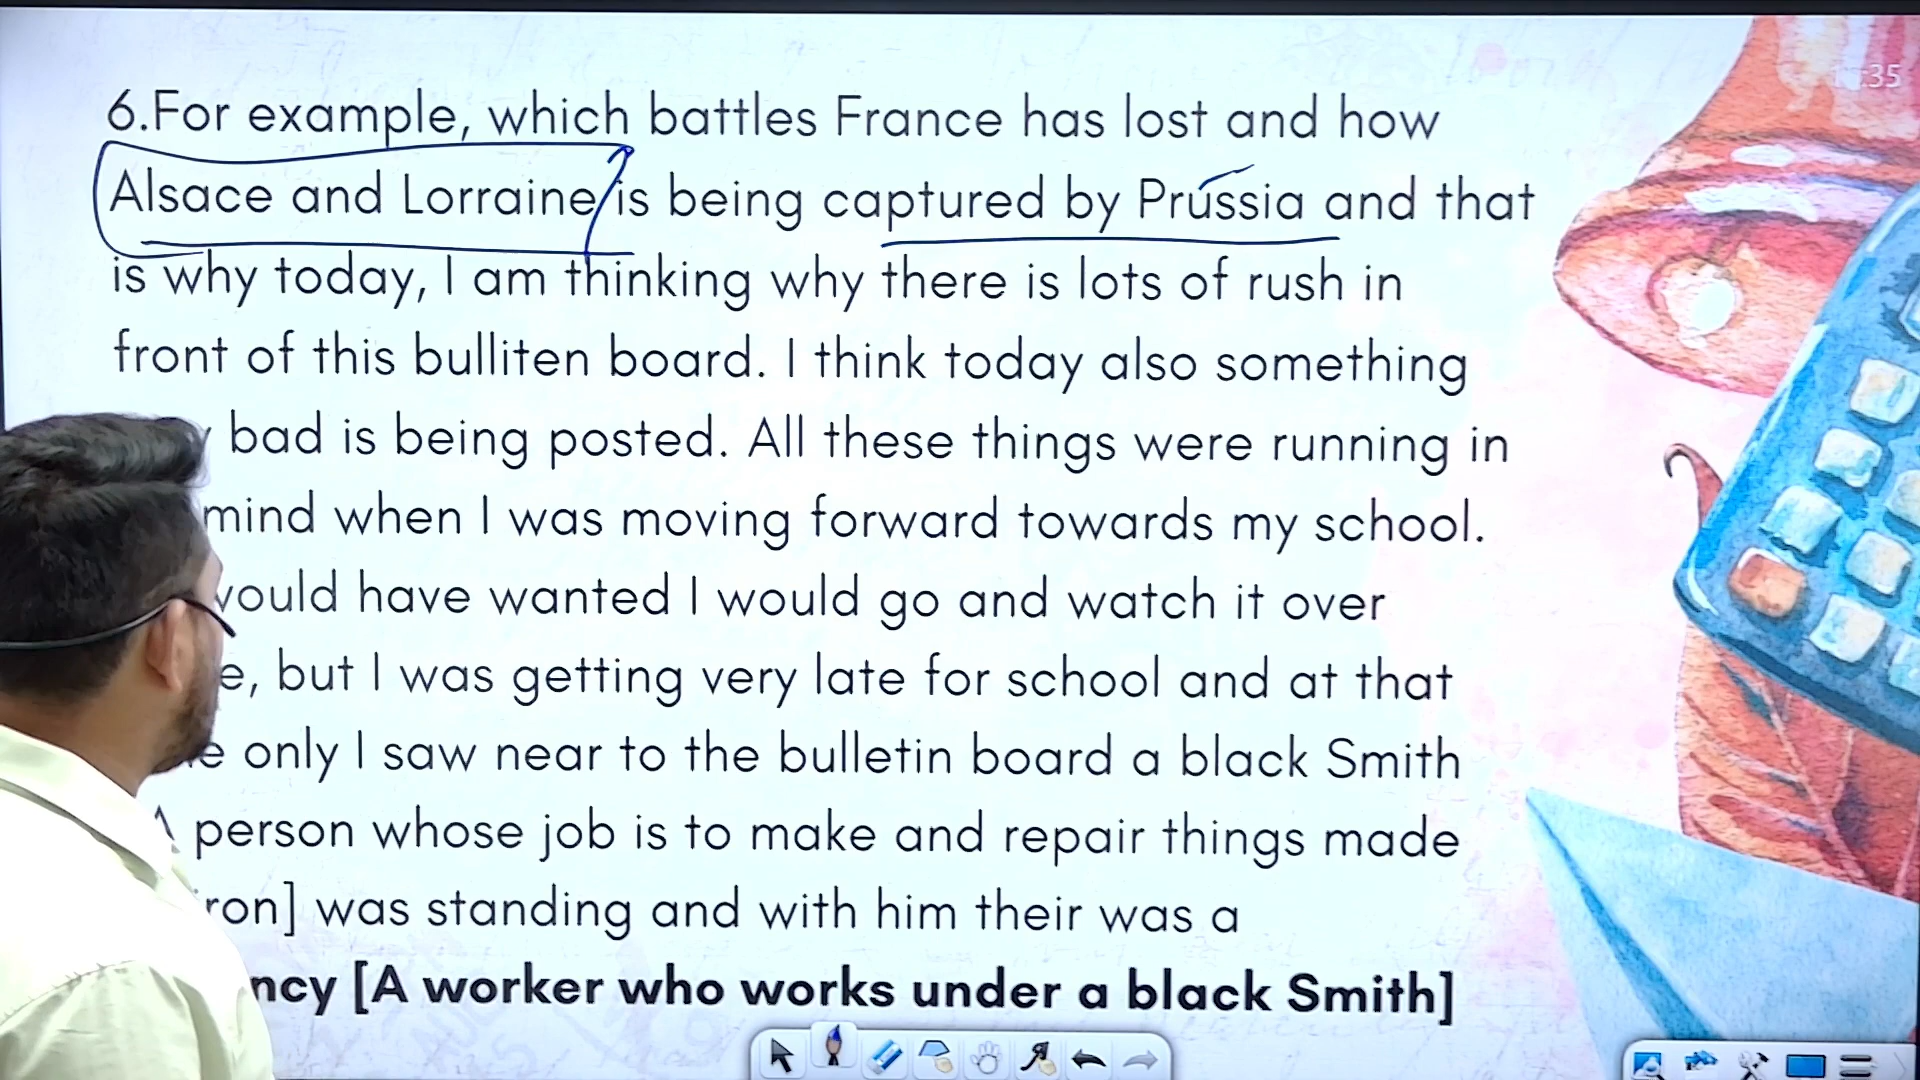 6.For example, which battles France has lost and how
Alsace and Lorraine is being captured by Prussia and that
is why today, I am thinking why there is lots of rush in
front of this bulliten board. I think today also something
bad is being posted. All these things were running in
mind when I was moving forward towards my school.
have wanted I would go and watch it over
but I was getting very late for school and at that
only I saw near to the bulletin board a black Smith
person whose job is to make and repair things made
was standing and with him their was a
[A worker who works under a black Smith]